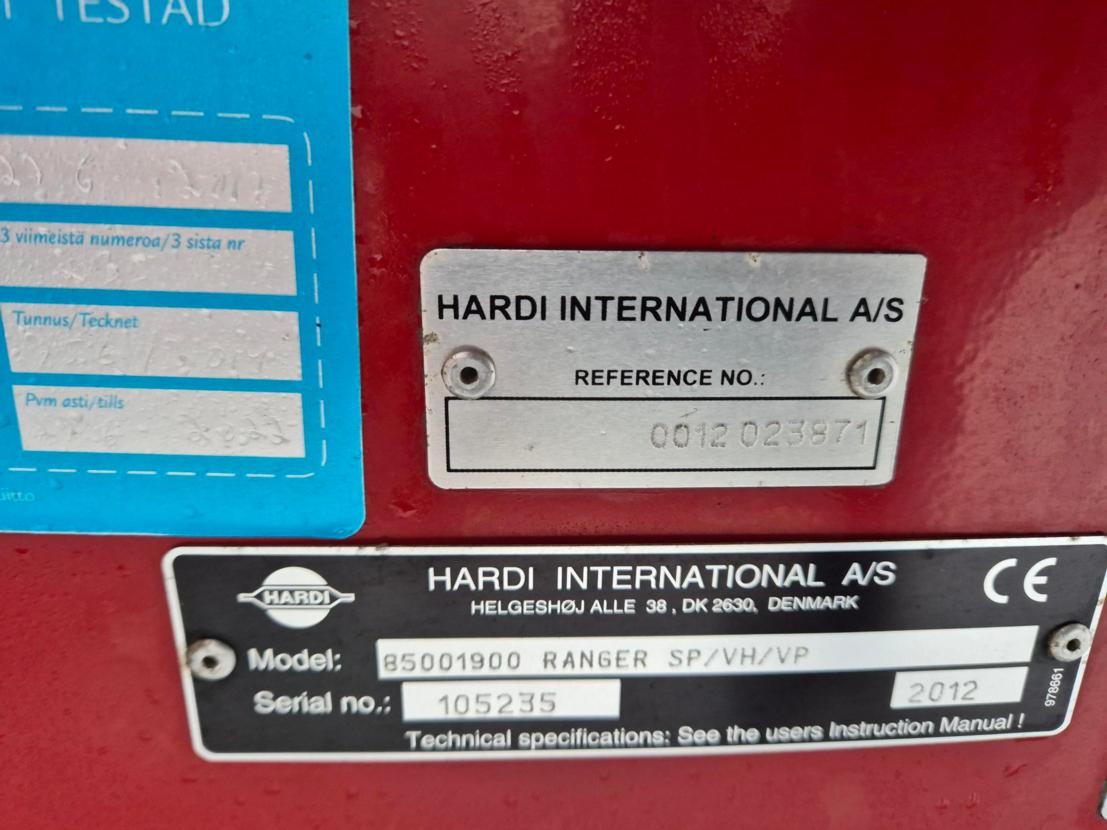 TESTAD
3 viimeistä numeroa/3 sista nr
Tunnus/Tecknet
Pvm asti/tills
HARDI INTERNATIONAL A/S
REFERENCE NO.:
0012 023871
HARDI
HARDI INTERNATIONAL A/S
HELGESHØJ ALLE 38, DK 2630, DENMARK
CE
Model: 85001900 RANGER SP/VH/VP
Serial no.: 105235 2012
978661
Technical specifications: See the users Instruction Manual !